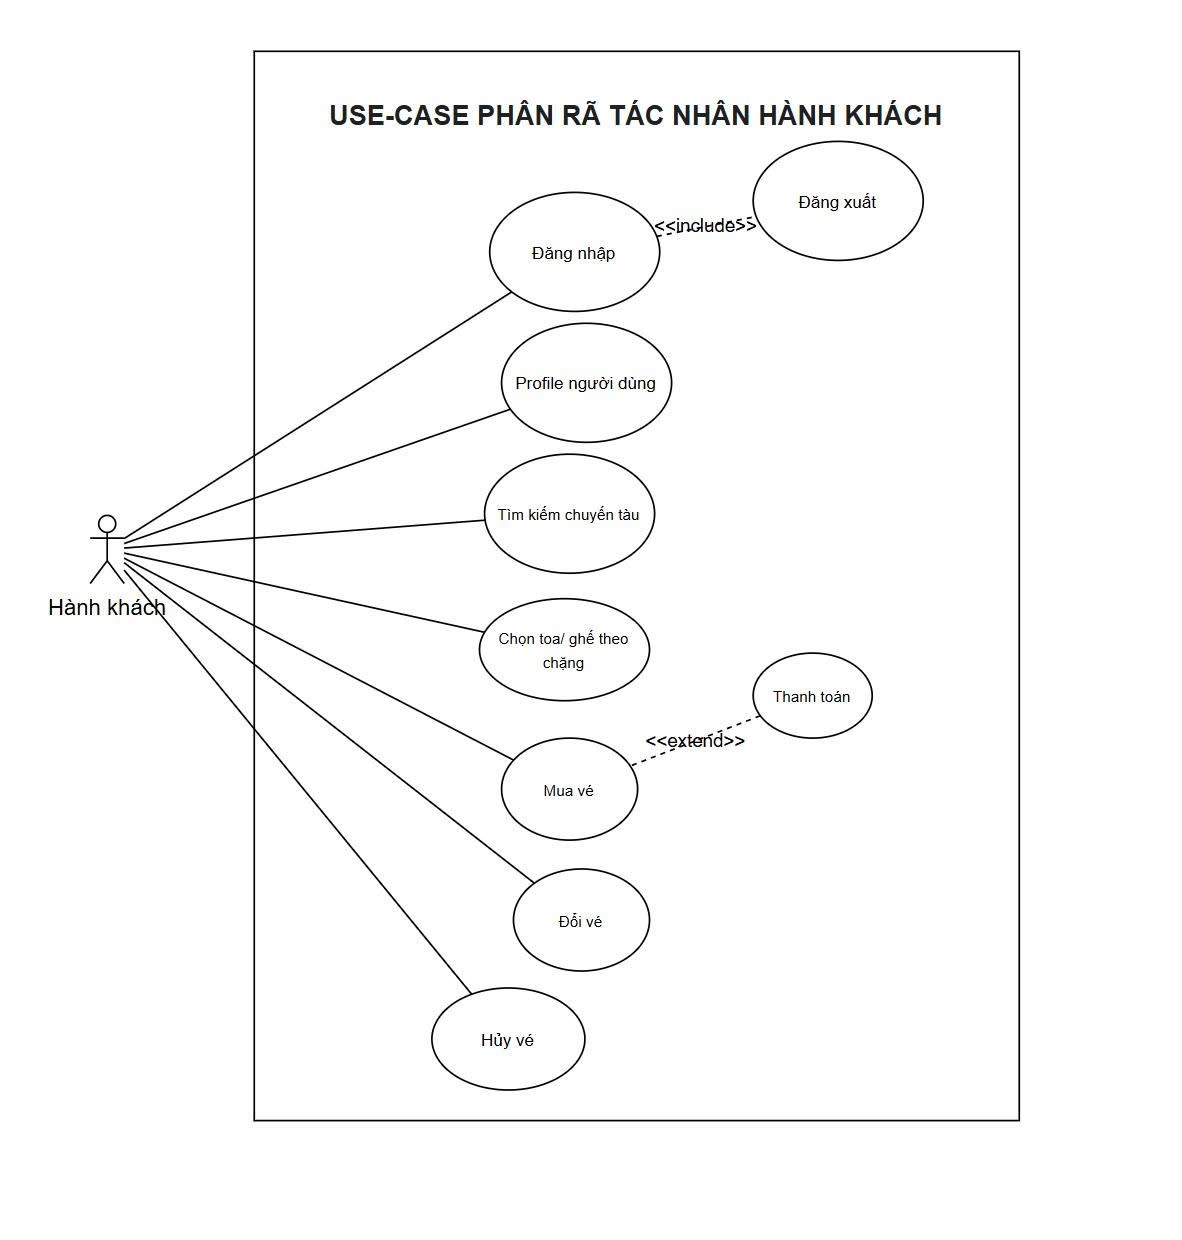 USE-CASE PHÂN RÃ TÁC NHÂN HÀNH KHÁCH
Đăng xuất
<<include>>
Đăng nhập
Profile người dùng
Tìm kiếm chuyến tàu
Hành khách
Chọn toa/ ghế theo
chặng
Thanh toán
<<extend>>
Mua vé
Đổi vé
Hủy vé